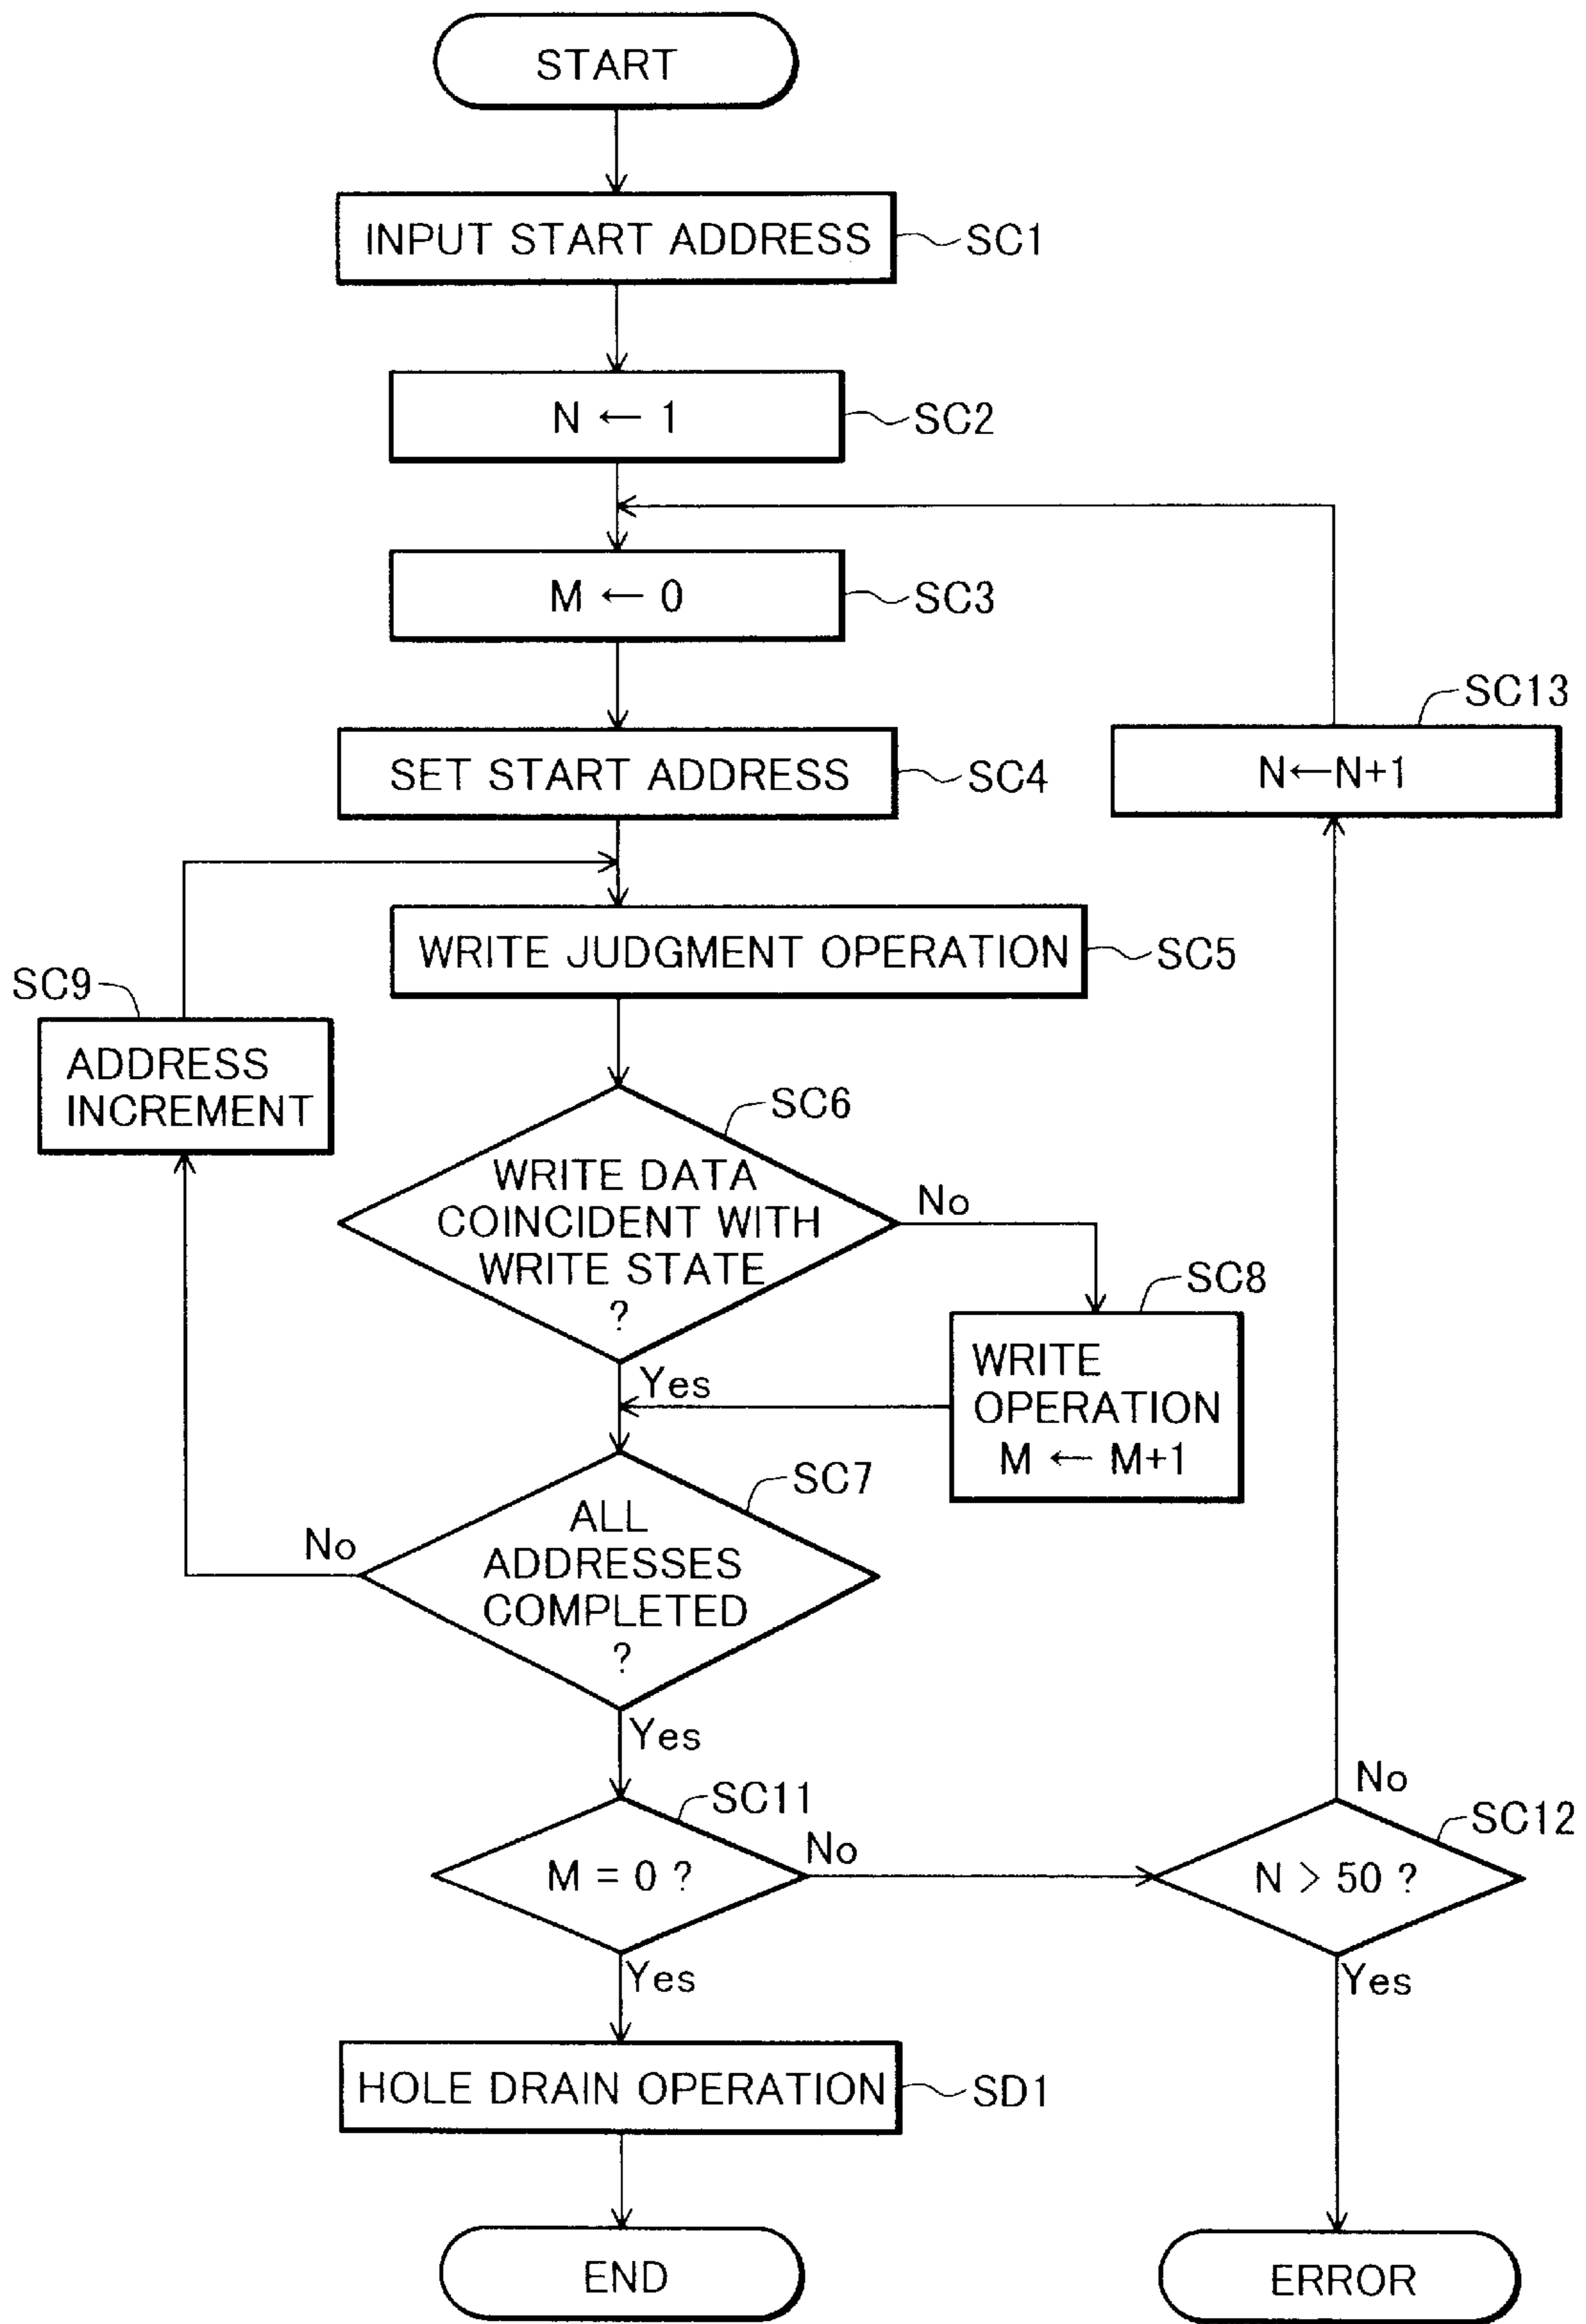 START
INPUT START ADDRESS
SC1
N ← 1
SC2
M ← 0
SC3
SC13
N←N+1
SET START ADDRESS
SC4
WRITE JUDGMENT OPERATION
SC5
SC9
ADDRESS
INCREMENT
SC6
WRITE DATA
COINCIDENT WITH
WRITE STATE
?
No
SC8
WRITE
OPERATION
M ← M+1
Yes
SC7
ALL
ADDRESSES
COMPLETED
?
No
Yes
SC11
M = 0 ?
No
No
SC12
N > 50 ?
Yes
Yes
HOLE DRAIN OPERATION
SD1
END
ERROR